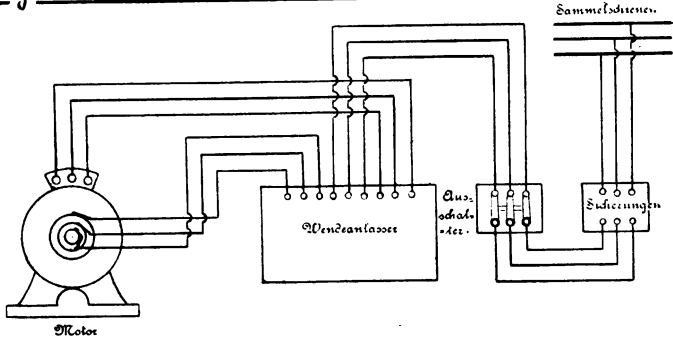 Sammelschienen.
Aus=
schal=
ter.
Wendeanlasser
Sicherungen
Motor